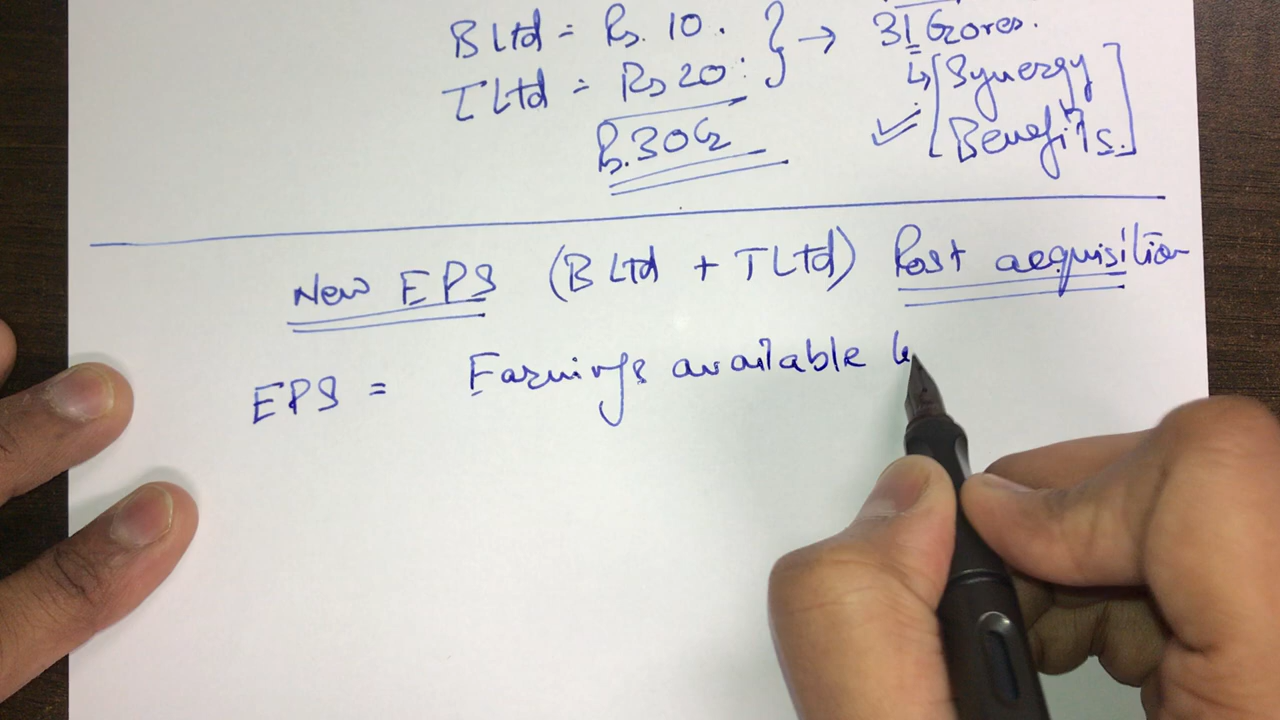 B Ltd = Rs. 10. } → 31 Crores.
T Ltd = Rs 20. ↳ [Synergy
Rs. 30 Cr ✓ Benefits.]
New EPS (B Ltd + T Ltd) Post acquisition
EPS = Earnings available